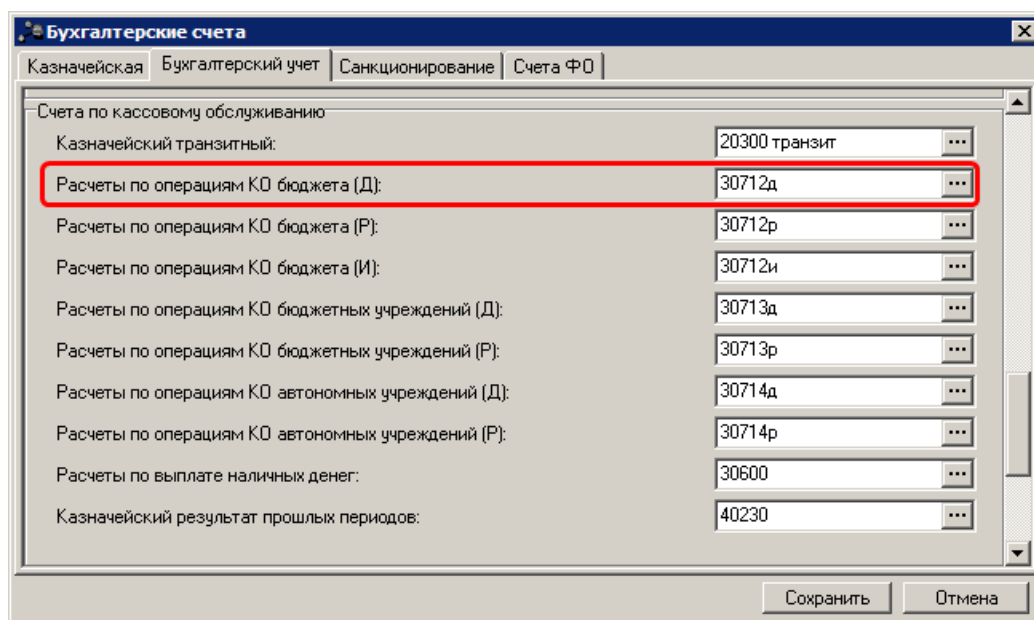 Бухгалтерские счета
Казначейская Бухгалтерский учет Санкционирование Счета ФО
Счета по кассовому обслуживанию
Казначейский транзитный: 20300 транзит ...
Расчеты по операциям КО бюджета (Д): 30712д ...
Расчеты по операциям КО бюджета (Р): 30712р ...
Расчеты по операциям КО бюджета (И): 30712и ...
Расчеты по операциям КО бюджетных учреждений (Д): 30713д ...
Расчеты по операциям КО бюджетных учреждений (Р): 30713р ...
Расчеты по операциям КО автономных учреждений (Д): 30714д ...
Расчеты по операциям КО автономных учреждений (Р): 30714р ...
Расчеты по выплате наличных денег: 30600 ...
Казначейский результат прошлых периодов: 40230 ...
Сохранить Отмена